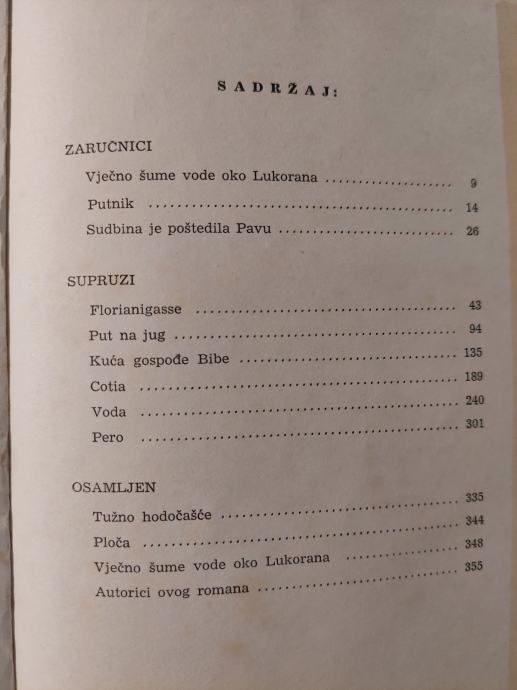 SADRŽAJ:
ZARUČNICI
Vječno šume vode oko Lukorana .................... 9
Putnik .................................................. 14
Sudbina je poštedila Pavu ............................ 26
SUPRUZI
Florianigasse ........................................... 43
Put na jug ............................................... 94
Kuća gospođe Bibe .................................... 135
Cotia ..................................................... 189
Voda ..................................................... 240
Pero ...................................................... 301
OSAMLJEN
Tužno hodočašće ...................................... 335
Ploča ..................................................... 344
Vječno šume vode oko Lukorana .................. 348
Autorici ovog romana ................................. 355